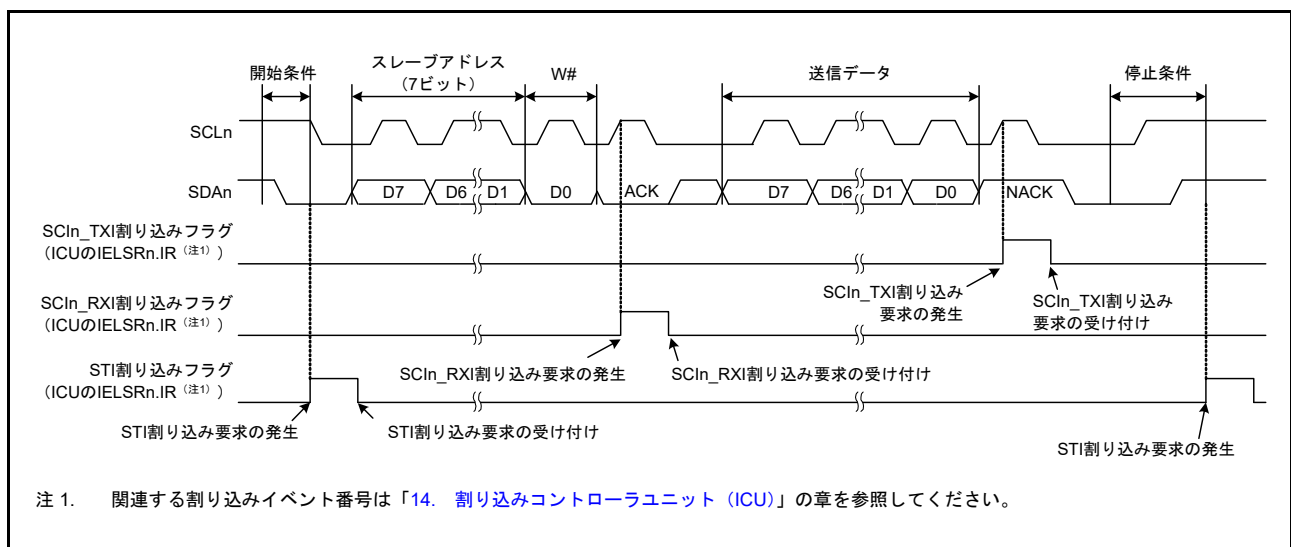 開始条件
スレーブアドレス
（7ビット）
W#
送信データ
停止条件
SCLn
SDAn
D7
D6
D1
D0
ACK
D7
D6
D1
D0
NACK
SCIn_TXI割り込みフラグ
（ICUのIELSRn.IR（注1））
SCIn_TXI割り込み
要求の発生
SCIn_TXI割り込み
要求の受け付け
SCIn_RXI割り込みフラグ
（ICUのIELSRn.IR（注1））
SCIn_RXI割り込み要求の発生
SCIn_RXI割り込み要求の受け付け
STI割り込みフラグ
（ICUのIELSRn.IR（注1））
STI割り込み要求の発生
STI割り込み要求の受け付け
STI割り込み要求の発生
注 1. 関連する割り込みイベント番号は「14. 割り込みコントローラユニット（ICU）」の章を参照してください。